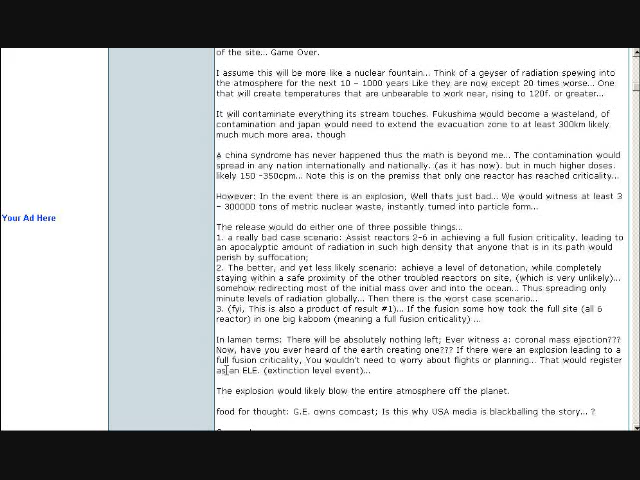 of the site... Game Over.
I assume this will be more like a nuclear fountain... Think of a geyser of radiation spewing into
the atmosphere for the next 10 – 1000 years Like they are now except 20 times worse... One
that will create temperatures that are unbearable to work near, rising to 120f. or greater...
It will contaminate everything its stream touches. Fukushima would become a wasteland, of
contamination and japan would need to extend the evacuation zone to at least 300km likely
much much more area, though
a china syndrome has never happened thus the math is beyond me... The contamination would
spread in any nation internationally and nationally. (as it has now). but in much higher doses.
likely 150 -350cpm... Note this is on the premiss that only one reactor has reached criticality...
However: In the event there is an explosion, Well thats just bad... We would witness at least 3
– 300000 tons of metric nuclear waste, instantly turned into particle form...
Your Ad Here
The release would do either one of three possible things...
1. a really bad case scenario: Assist reactors 2-6 in achieving a full fusion criticality, leading to
an apocalyptic amount of radiation in such high density that anyone that is in its path would
perish by suffocation;
2. The better, and yet less likely scenario: achieve a level of detonation, while completely
staying within a safe proximity of the other troubled reactors on site, (which is very unlikely)...
somehow redirecting most of the initial mass over and into the ocean... Thus spreading only
minute levels of radiation globally... Then there is the worst case scenario...
3. (fyi, This is also a product of result #1)... If the fusion some how took the full site (all 6
reactor) in one big kaboom (meaning a full fusion criticality) ...
In lamen terms: There will be absolutely nothing left; Ever witness a: coronal mass ejection???
Now, have you ever heard of the earth creating one??? If there were an explosion leading to a
full fusion criticality, You wouldn't need to worry about flights or planning... That would register
as an ELE. (extinction level event)...
The explosion would likely blow the entire atmosphere off the planet.
food for thought: G.E. owns comcast; Is this why USA media is blackballing the story... ?